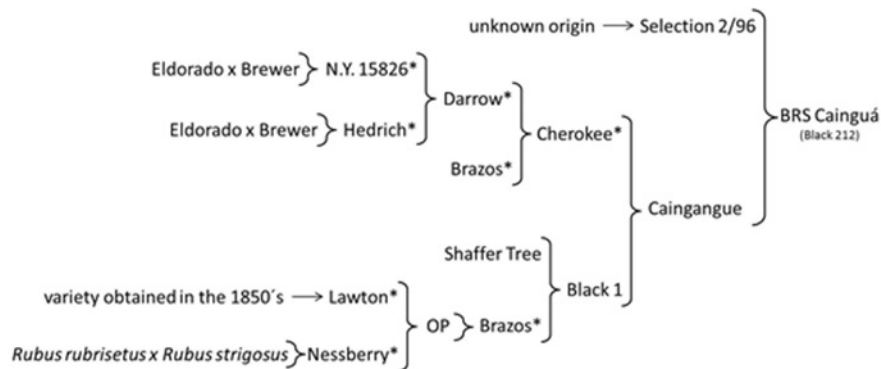 unknown origin → Selection 2/96
Eldorado x Brewer N.Y. 15826*
Darrow*
BRS Cainguá
(Black 212)
Eldorado x Brewer Hedrich*
Cherokee*
Brazos*
Caingangue
Shaffer Tree
variety obtained in the 1850´s → Lawton*
Black 1
OP Brazos*
Rubus rubrisetus x Rubus strigosus Nessberry*